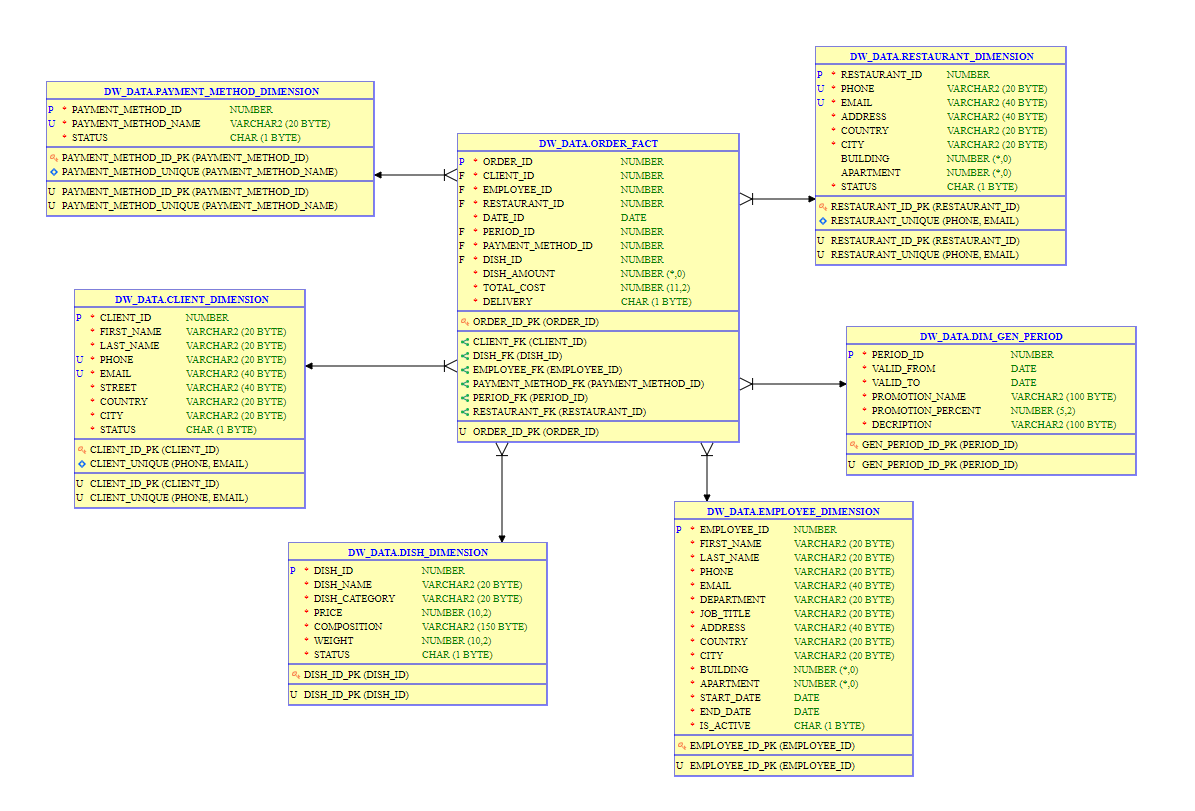 DW_DATA.PAYMENT_METHOD_DIMENSION
P * PAYMENT_METHOD_ID NUMBER
U * PAYMENT_METHOD_NAME VARCHAR2 (20 BYTE)
* STATUS CHAR (1 BYTE)
PAYMENT_METHOD_ID_PK (PAYMENT_METHOD_ID)
PAYMENT_METHOD_UNIQUE (PAYMENT_METHOD_NAME)
U PAYMENT_METHOD_ID_PK (PAYMENT_METHOD_ID)
U PAYMENT_METHOD_UNIQUE (PAYMENT_METHOD_NAME)
DW_DATA.ORDER_FACT
P * ORDER_ID NUMBER
F * CLIENT_ID NUMBER
F * EMPLOYEE_ID NUMBER
F * RESTAURANT_ID NUMBER
* DATE_ID DATE
F * PERIOD_ID NUMBER
F * PAYMENT_METHOD_ID NUMBER
F * DISH_ID NUMBER
* DISH_AMOUNT NUMBER (*,0)
* TOTAL_COST NUMBER (11,2)
* DELIVERY CHAR (1 BYTE)
ORDER_ID_PK (ORDER_ID)
CLIENT_FK (CLIENT_ID)
DISH_FK (DISH_ID)
EMPLOYEE_FK (EMPLOYEE_ID)
PAYMENT_METHOD_FK (PAYMENT_METHOD_ID)
PERIOD_FK (PERIOD_ID)
RESTAURANT_FK (RESTAURANT_ID)
U ORDER_ID_PK (ORDER_ID)
DW_DATA.RESTAURANT_DIMENSION
P * RESTAURANT_ID NUMBER
U * PHONE VARCHAR2 (20 BYTE)
U * EMAIL VARCHAR2 (40 BYTE)
* ADDRESS VARCHAR2 (40 BYTE)
* COUNTRY VARCHAR2 (20 BYTE)
* CITY VARCHAR2 (20 BYTE)
BUILDING NUMBER (*,0)
APARTMENT NUMBER (*,0)
* STATUS CHAR (1 BYTE)
RESTAURANT_ID_PK (RESTAURANT_ID)
RESTAURANT_UNIQUE (PHONE, EMAIL)
U RESTAURANT_ID_PK (RESTAURANT_ID)
U RESTAURANT_UNIQUE (PHONE, EMAIL)
DW_DATA.CLIENT_DIMENSION
P * CLIENT_ID NUMBER
* FIRST_NAME VARCHAR2 (20 BYTE)
* LAST_NAME VARCHAR2 (20 BYTE)
U * PHONE VARCHAR2 (20 BYTE)
U * EMAIL VARCHAR2 (40 BYTE)
* STREET VARCHAR2 (40 BYTE)
* COUNTRY VARCHAR2 (20 BYTE)
* CITY VARCHAR2 (20 BYTE)
* STATUS CHAR (1 BYTE)
CLIENT_ID_PK (CLIENT_ID)
CLIENT_UNIQUE (PHONE, EMAIL)
U CLIENT_ID_PK (CLIENT_ID)
U CLIENT_UNIQUE (PHONE, EMAIL)
DW_DATA.DIM_GEN_PERIOD
P * PERIOD_ID NUMBER
* VALID_FROM DATE
* VALID_TO DATE
* PROMOTION_NAME VARCHAR2 (100 BYTE)
* PROMOTION_PERCENT NUMBER (5,2)
* DECRIPTION VARCHAR2 (100 BYTE)
GEN_PERIOD_ID_PK (PERIOD_ID)
U GEN_PERIOD_ID_PK (PERIOD_ID)
DW_DATA.DISH_DIMENSION
P * DISH_ID NUMBER
* DISH_NAME VARCHAR2 (20 BYTE)
* DISH_CATEGORY VARCHAR2 (20 BYTE)
* PRICE NUMBER (10,2)
* COMPOSITION VARCHAR2 (150 BYTE)
* WEIGHT NUMBER (10,2)
* STATUS CHAR (1 BYTE)
DISH_ID_PK (DISH_ID)
U DISH_ID_PK (DISH_ID)
DW_DATA.EMPLOYEE_DIMENSION
P * EMPLOYEE_ID NUMBER
* FIRST_NAME VARCHAR2 (20 BYTE)
* LAST_NAME VARCHAR2 (20 BYTE)
* PHONE VARCHAR2 (20 BYTE)
* EMAIL VARCHAR2 (40 BYTE)
* DEPARTMENT VARCHAR2 (20 BYTE)
* JOB_TITLE VARCHAR2 (20 BYTE)
* ADDRESS VARCHAR2 (40 BYTE)
* COUNTRY VARCHAR2 (20 BYTE)
* CITY VARCHAR2 (20 BYTE)
* BUILDING NUMBER (*,0)
* APARTMENT NUMBER (*,0)
* START_DATE DATE
* END_DATE DATE
* IS_ACTIVE CHAR (1 BYTE)
EMPLOYEE_ID_PK (EMPLOYEE_ID)
U EMPLOYEE_ID_PK (EMPLOYEE_ID)